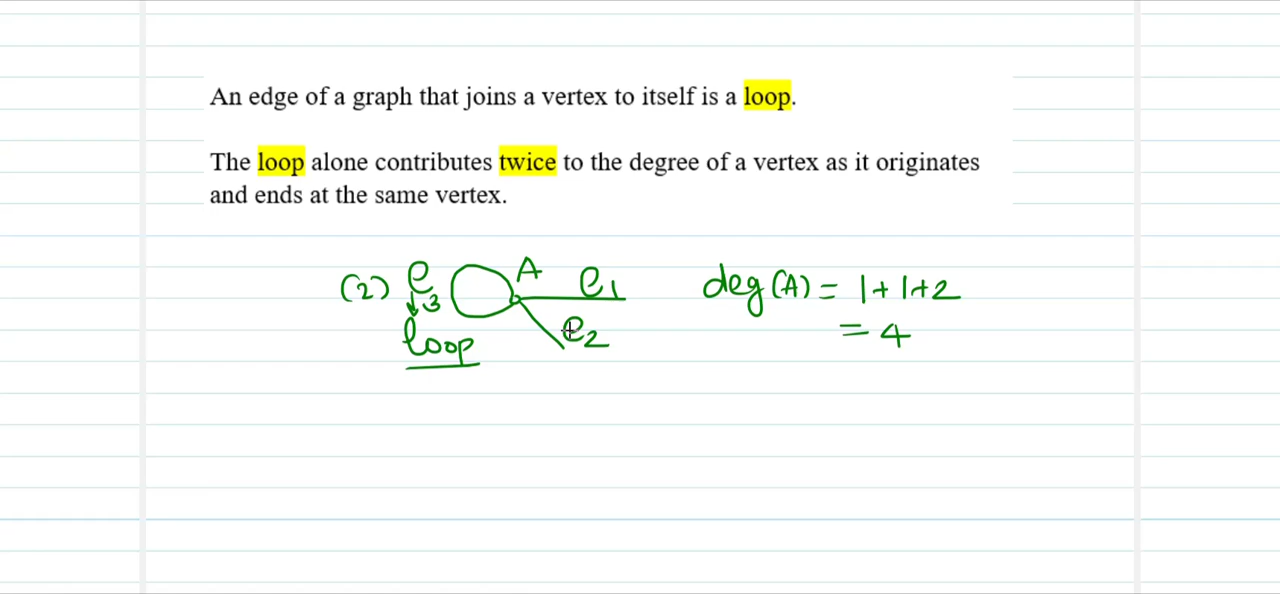 An edge of a graph that joins a vertex to itself is a loop.
The loop alone contributes twice to the degree of a vertex as it originates
and ends at the same vertex.
(2) e3 A e1 deg(A) = 1+1+2
loop e2 = 4